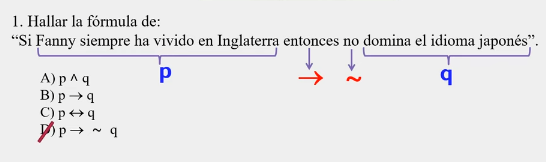 1. Hallar la fórmula de:
“Si Fanny siempre ha vivido en Inglaterra entonces no domina el idioma japonés”.
p → ~ q
A) p ∧ q
B) p → q
C) p ↔ q
D) p → ~ q